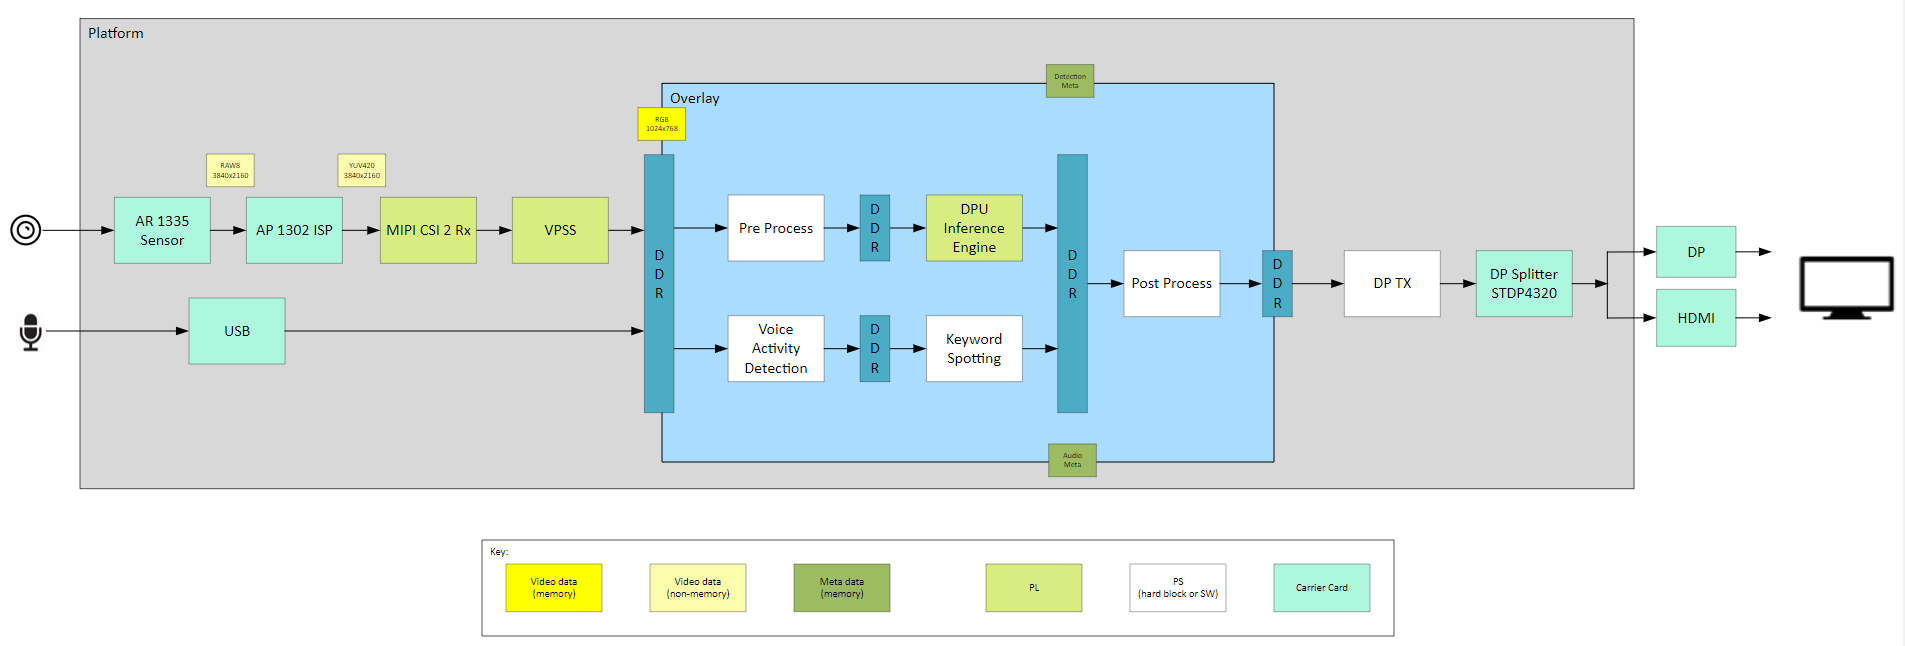 Platform
Detection
Meta
Overlay
RGB
1024x768
RAW8
3840x2160
YUV420
3840x2160
AR 1335
Sensor
AP 1302 ISP
MIPI CSI 2 Rx
VPSS
D
D
R
Pre Process
D
D
R
DPU
Inference
Engine
D
D
R
Post Process
D
D
R
DP TX
DP Splitter
STDP4320
DP
HDMI
USB
Voice
Activity
Detection
D
D
R
Keyword
Spotting
Audio
Meta
Key:
Video data
(memory)
Video data
(non-memory)
Meta data
(memory)
PL
PS
(hard block or SW)
Carrier Card